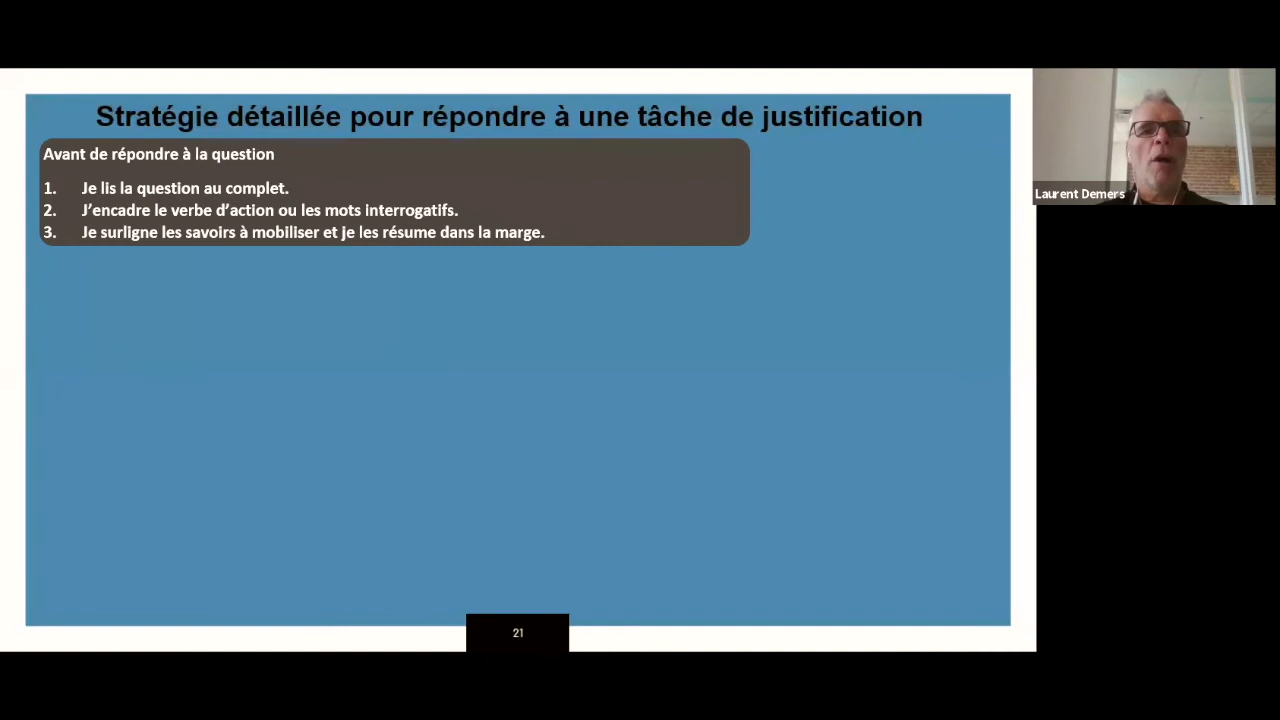 Stratégie détaillée pour répondre à une tâche de justification
Avant de répondre à la question
1. Je lis la question au complet.
2. J’encadre le verbe d’action ou les mots interrogatifs.
3. Je surligne les savoirs à mobiliser et je les résume dans la marge.
Laurent Demers
21